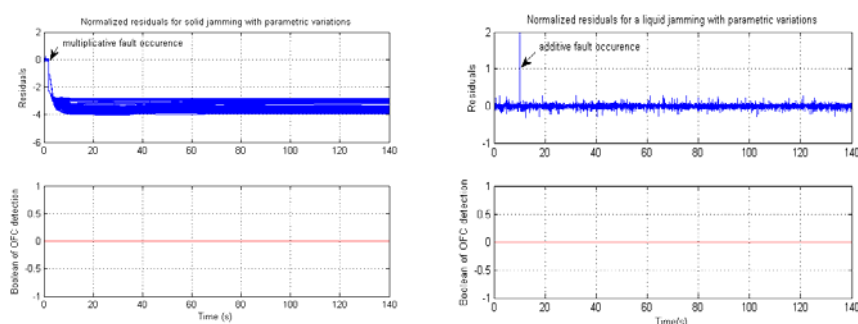 Normalized residuals for solid jamming with parametric variations
2
0
-2
-4
-6
Residuals
multiplicative fault occurence
0 20 40 60 80 100 120 140
1
0.5
0
-0.5
-1
Boolean of OFC detection
0 20 40 60 80 100 120 140
Time (s)
Normalized residuals for a liquid jamming with parametric variations
2
1
0
-1
Residuals
additive fault occurence
0 20 40 60 80 100 120 140
1
0.5
0
-0.5
-1
Boolean of OFC detection
0 20 40 60 80 100 120 140
Time(s)